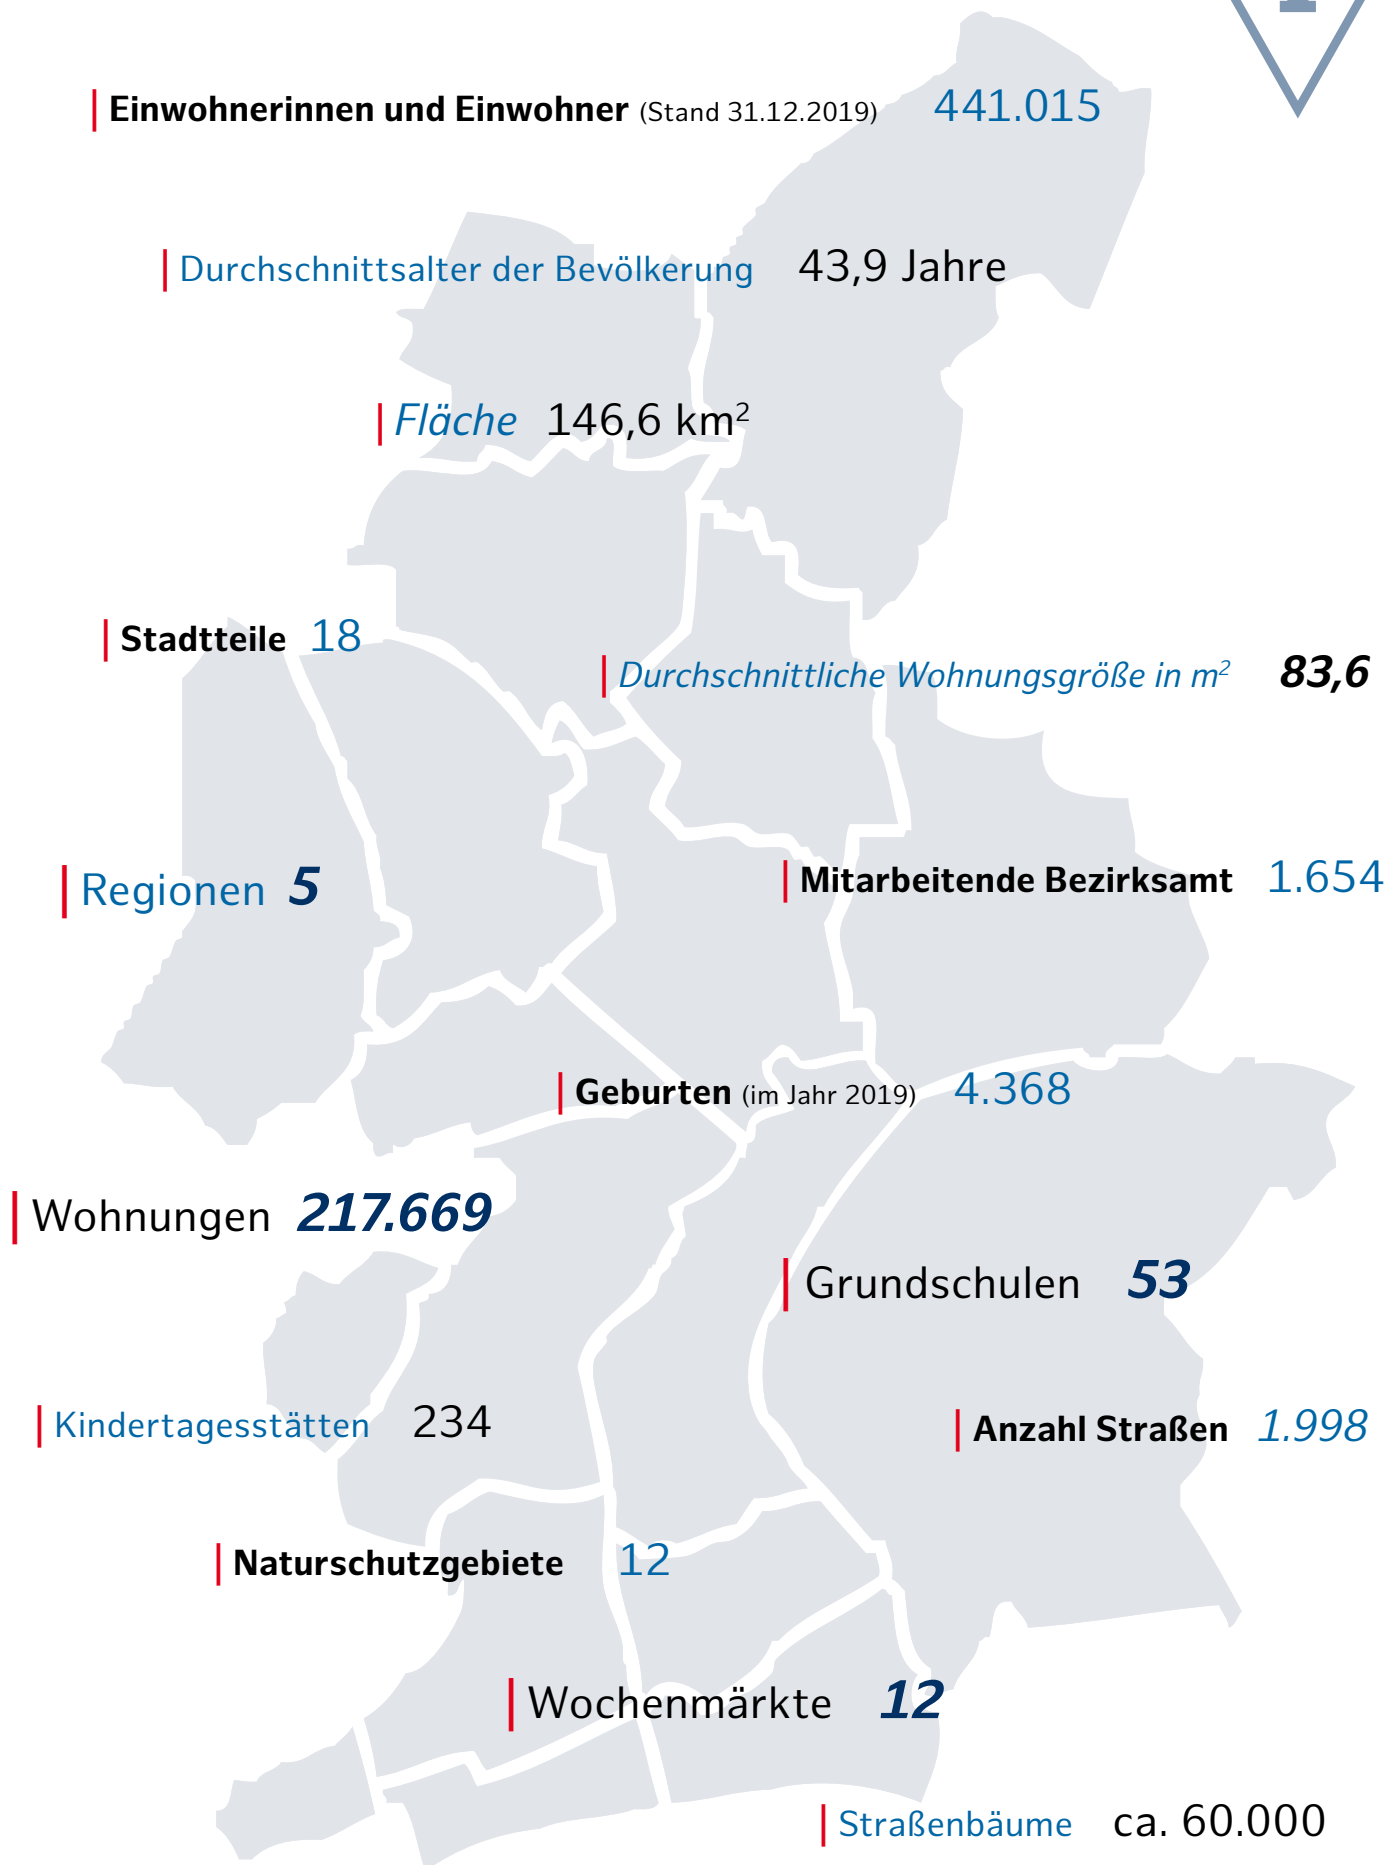 Einwohnerinnen und Einwohner (Stand 31.12.2019) 441.015
Durchschnittsalter der Bevölkerung 43,9 Jahre
Fläche 146,6 km²
Stadtteile 18
Durchschnittliche Wohnungsgröße in m² 83,6
Regionen 5
Mitarbeitende Bezirksamt 1.654
Geburten (im Jahr 2019) 4.368
Wohnungen 217.669
Grundschulen 53
Kindertagesstätten 234
Anzahl Straßen 1.998
Naturschutzgebiete 12
Wochenmärkte 12
Straßenbäume ca. 60.000